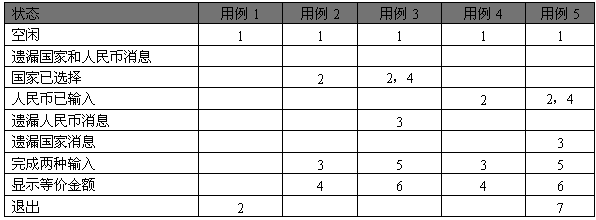 状态 用例 1 用例 2 用例 3 用例 4 用例 5
空闲 1 1 1 1 1
遗漏国家和人民币消息
国家已选择 2 2，4
人民币已输入 2 2，4
遗漏人民币消息 3
遗漏国家消息 3
完成两种输入 3 5 3 5
显示等价金额 4 6 4 6
退出 2 7